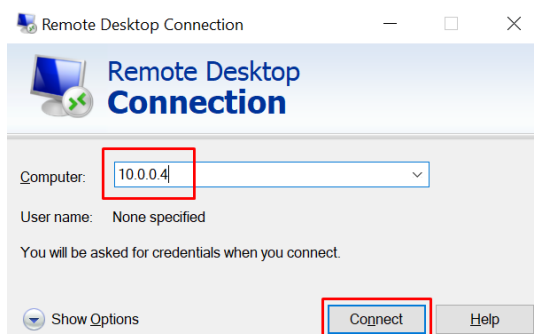 Remote Desktop Connection
Remote Desktop
Connection
Computer: 10.0.0.4
User name: None specified
You will be asked for credentials when you connect.
Show Options Connect Help